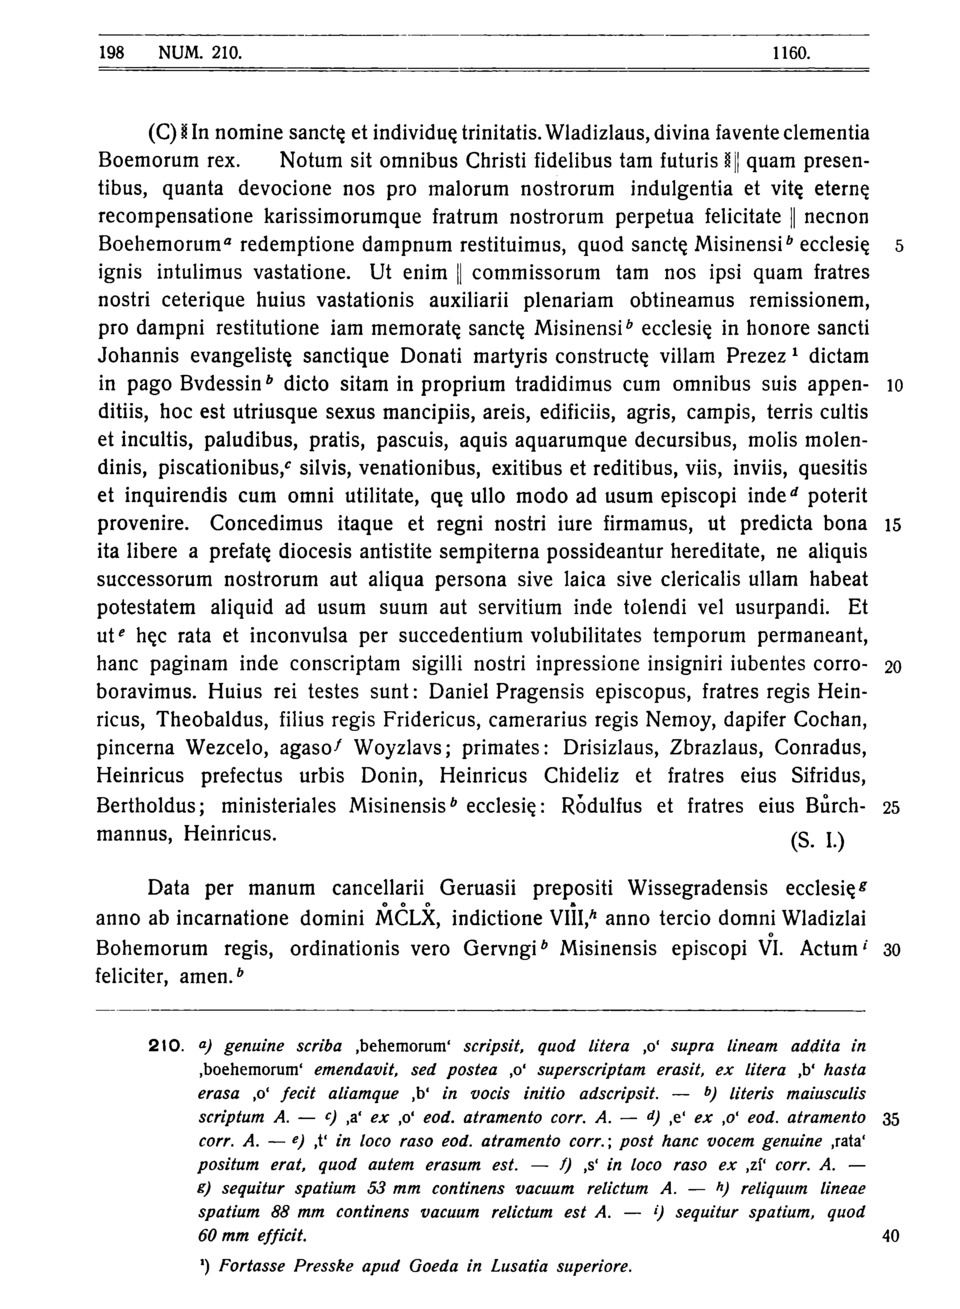 198 NUM. 210. 1160.
(C) ⁑ In nomine sanctę et individuę trinitatis. Wladizlaus, divina favente clementia
Boemorum rex. Notum sit omnibus Christi fidelibus tam futuris ⁑ || quam presen-
tibus, quanta devocione nos pro malorum nostrorum indulgentia et vitę eternę
recompensatione karissimorumque fratrum nostrorum perpetua felicitate || necnon
Boehemorum ᵃ redemptione dampnum restituimus, quod sanctę Misinensi ᵇ ecclesię 5
ignis intulimus vastatione. Ut enim || commissorum tam nos ipsi quam fratres
nostri ceterique huius vastationis auxiliarii plenariam obtineamus remissionem,
pro dampni restitutione iam memoratę sanctę Misinensi ᵇ ecclesię in honore sancti
Johannis evangelistę sanctique Donati martyris constructę villam Prezez ¹ dictam
in pago Bvdessin ᵇ dicto sitam in proprium tradidimus cum omnibus suis appen- 10
ditiis, hoc est utriusque sexus mancipiis, areis, edificiis, agris, campis, terris cultis
et incultis, paludibus, pratis, pascuis, aquis aquarumque decursibus, molis molen-
dinis, piscationibus,ᶜ silvis, venationibus, exitibus et reditibus, viis, inviis, quesitis
et inquirendis cum omni utilitate, quę ullo modo ad usum episcopi inde ᵈ poterit
provenire. Concedimus itaque et regni nostri iure firmamus, ut predicta bona 15
ita libere a prefatę diocesis antistite sempiterna possideantur hereditate, ne aliquis
successorum nostrorum aut aliqua persona sive laica sive clericalis ullam habeat
potestatem aliquid ad usum suum aut servitium inde tolendi vel usurpandi. Et
ut ᵉ hęc rata et inconvulsa per succedentium volubilitates temporum permaneant,
hanc paginam inde conscriptam sigilli nostri inpressione insigniri iubentes corro- 20
boravimus. Huius rei testes sunt: Daniel Pragensis episcopus, fratres regis Hein-
ricus, Theobaldus, filius regis Fridericus, camerarius regis Nemoy, dapifer Cochan,
pincerna Wezcelo, agaso ᶠ Woyzlavs; primates: Drisizlaus, Zbrazlaus, Conradus,
Heinricus prefectus urbis Donin, Heinricus Chideliz et fratres eius Sifridus,
Bertholdus; ministeriales Misinensis ᵇ ecclesię: Rodulfus et fratres eius Bůrch- 25
mannus, Heinricus. (S. I.)
Data per manum cancellarii Geruasii prepositi Wissegradensis ecclesię ᵍ
anno ab incarnatione domini M̊C̊LX̊, indictione VIII,ʰ anno tercio domni Wladizlai
Bohemorum regis, ordinationis vero Gervngi ᵇ Misinensis episcopi VI̊. Actum ⁱ 30
feliciter, amen. ᵇ
210. a) genuine scriba ‚behemorum‘ scripsit, quod litera ‚o‘ supra lineam addita in
‚boehemorum‘ emendavit, sed postea ‚o‘ superscriptam erasit, ex litera ‚b‘ hasta
erasa ‚o‘ fecit aliamque ‚b‘ in vocis initio adscripsit. — b) literis maiusculis
scriptum A. — c) ‚a‘ ex ‚o‘ eod. atramento corr. A. — d) ‚e‘ ex ‚o‘ eod. atramento 35
corr. A. — e) ‚t‘ in loco raso eod. atramento corr.; post hanc vocem genuine ‚rata‘
positum erat, quod autem erasum est. — f) ‚s‘ in loco raso ex ‚zſ‘ corr. A. —
g) sequitur spatium 53 mm continens vacuum relictum A. — h) reliquum lineae
spatium 88 mm continens vacuum relictum est A. — i) sequitur spatium, quod
60 mm efficit. 40
¹) Fortasse Presske apud Goeda in Lusatia superiore.